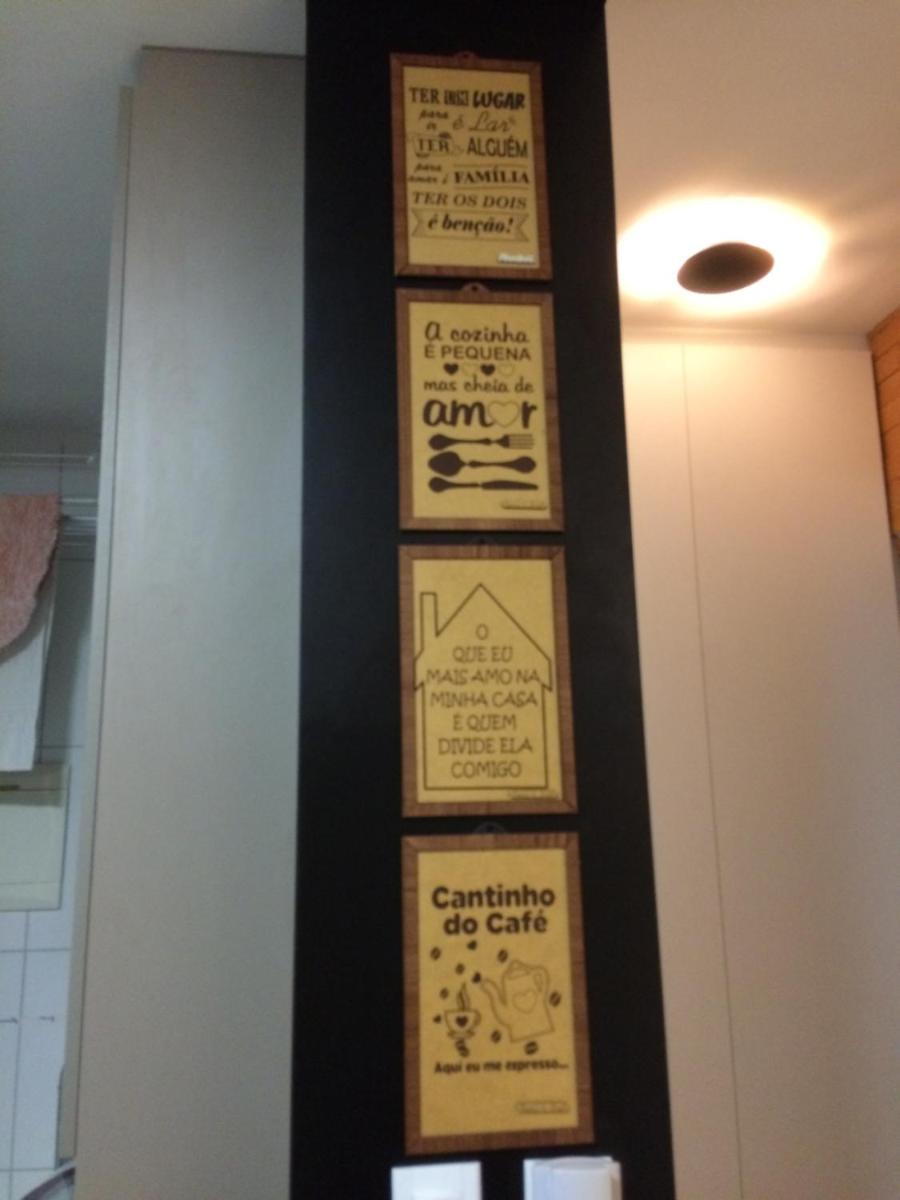 TER UM LUGAR
para
ir é Lar
TER ALGUÉM
para
amar é FAMÍLIA
TER OS DOIS
é benção!
A cozinha
É PEQUENA
mas cheia de
amor
O
QUE EU
MAIS AMO NA
MINHA CASA
É QUEM
DIVIDE ELA
COMIGO
Cantinho
do Café
Aqui eu me expresso...